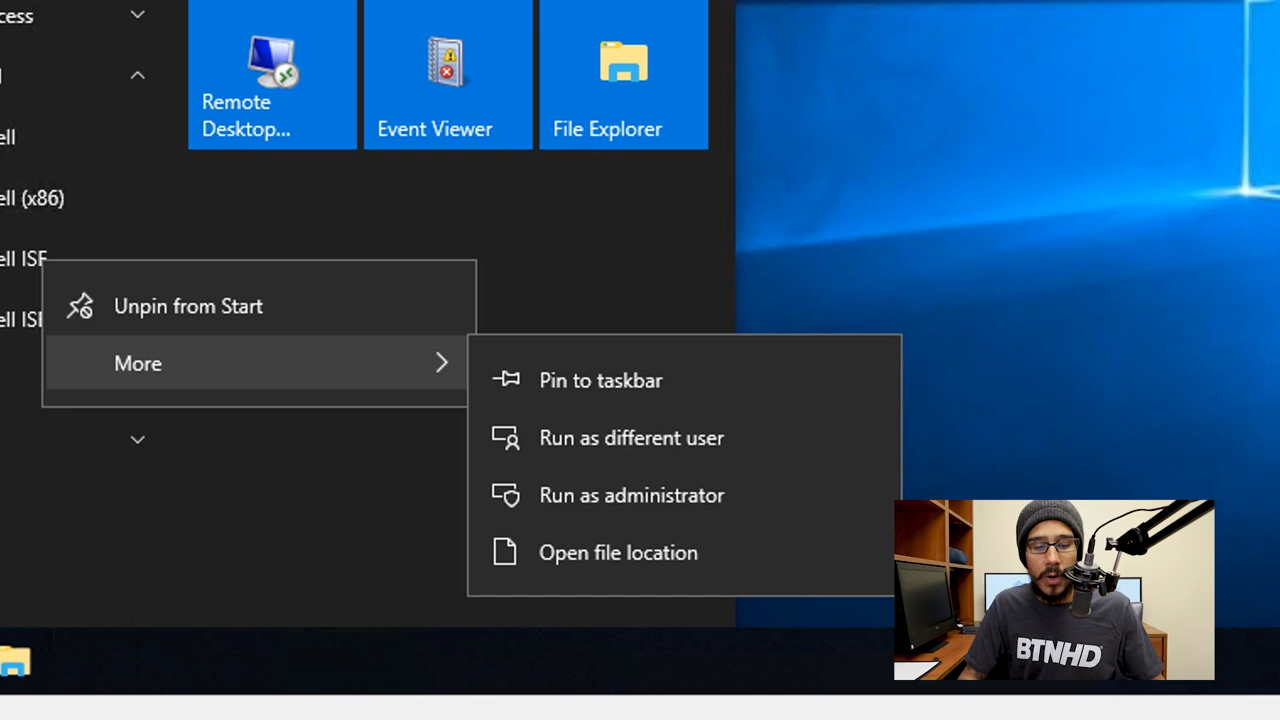 cess
Remote
Desktop...
Event Viewer
File Explorer
ell
ell (x86)
ell ISE
ell ISI
Unpin from Start
More
Pin to taskbar
Run as different user
Run as administrator
Open file location
BTNHD